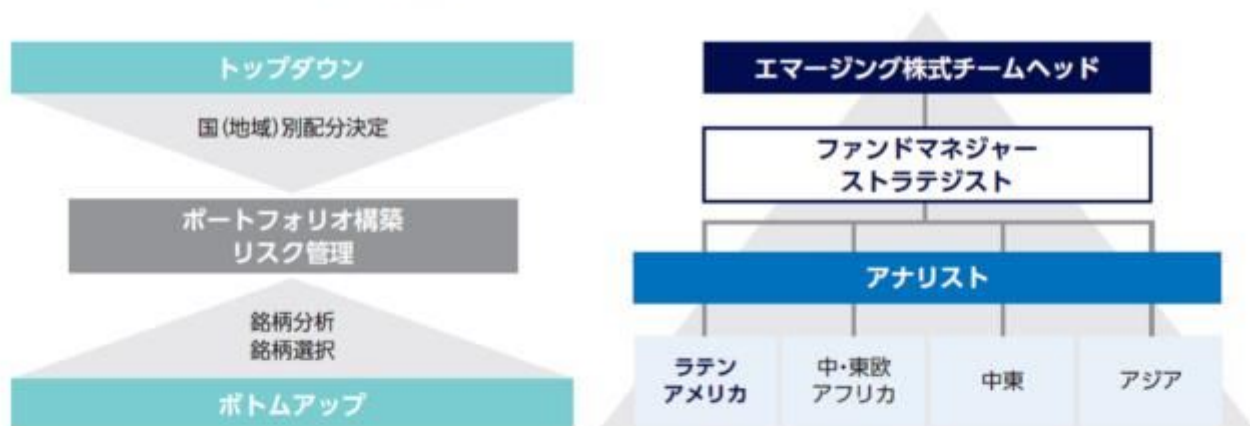 トップダウン
国(地域)別配分決定
ポートフォリオ構築
リスク管理
銘柄分析
銘柄選択
ボトムアップ
エマージング株式チームヘッド
ファンドマネジャー
ストラテジスト
アナリスト
ラテン
アメリカ
中・東欧
アフリカ
中東
アジア